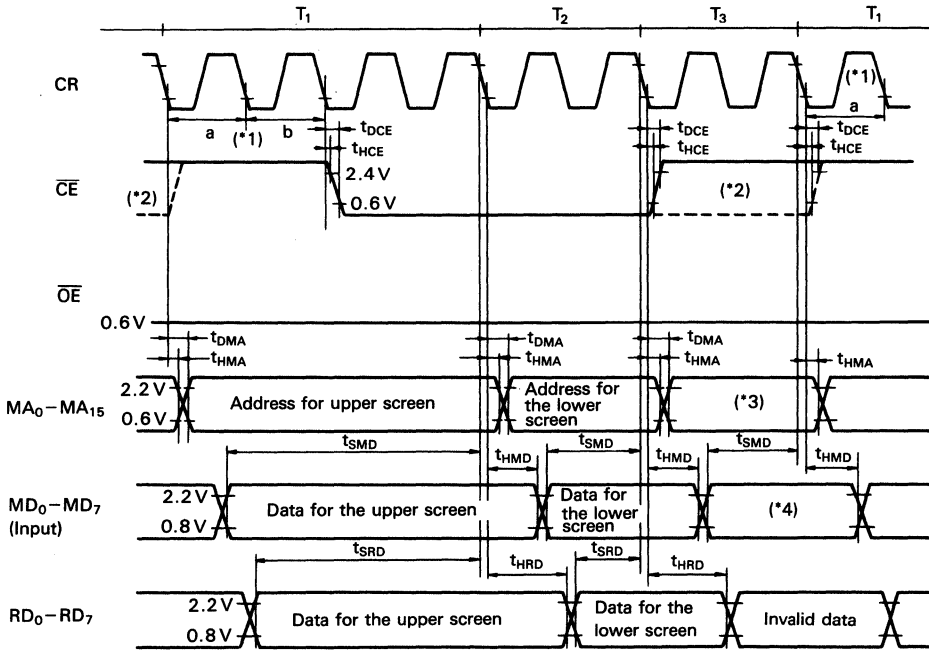 T₁ T₂ T₃ T₁
CR
a (*1) b
(*1)
a
tDCE
tHCE
tDCE
tHCE
tDCE
tHCE
CE
(*2)
2.4 V
0.6 V
(*2)
OE
0.6 V
tDMA
tHMA
tDMA
tHMA
tDMA
tHMA
tHMA
MA₀–MA₁₅
2.2 V
0.6 V
Address for upper screen
Address for
the lower
screen
(*3)
tSMD
tHMD
tSMD
tHMD
tSMD
tHMD
MD₀–MD₇
(Input)
2.2 V
0.8 V
Data for the upper screen
Data for
the lower
screen
(*4)
tSRD
tHRD
tSRD
tHRD
RD₀–RD₇
2.2 V
0.8 V
Data for the upper screen
Data for the
lower screen
Invalid data